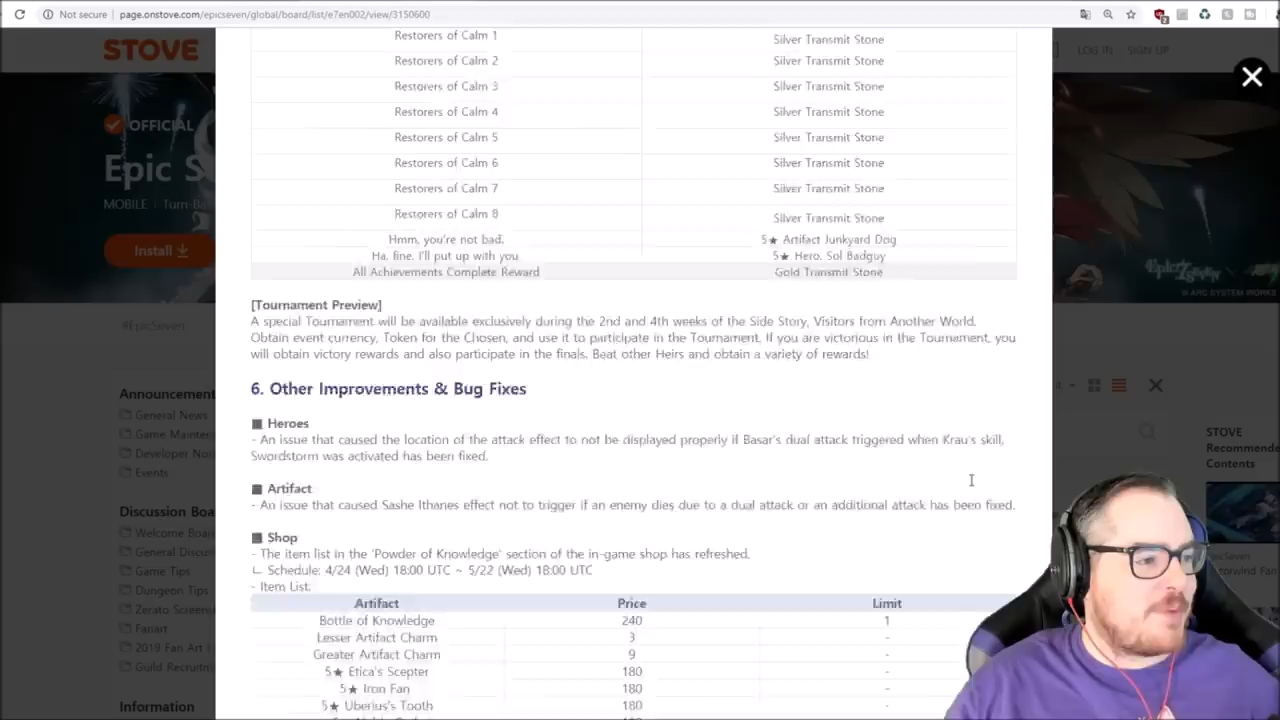 Not secure | page.onstove.com/epicseven/global/board/list/e7en002/view/3150600
STOVE
LOG IN
SIGN UP
OFFICIAL
Epic S
MOBILE
Install
#EpicSeven
ARC SYSTEM WORKS
Restorers of Calm 1 Silver Transmit Stone
Restorers of Calm 2 Silver Transmit Stone
Restorers of Calm 3 Silver Transmit Stone
Restorers of Calm 4 Silver Transmit Stone
Restorers of Calm 5 Silver Transmit Stone
Restorers of Calm 6 Silver Transmit Stone
Restorers of Calm 7 Silver Transmit Stone
Restorers of Calm 8 Silver Transmit Stone
Hmm, you're not bad. 5★ Artifact Junkyard Dog
Ha, fine. I'll put up with you 5★ Hero, Sol Badguy
All Achievements Complete Reward Gold Transmit Stone
[Tournament Preview]
A special Tournament will be available exclusively during the 2nd and 4th weeks of the Side Story, Visitors from Another World.
Obtain event currency, Token for the Chosen, and use it to participate in the Tournament. If you are victorious in the Tournament, you
will obtain victory rewards and also participate in the finals. Beat other Heirs and obtain a variety of rewards!
6. Other Improvements & Bug Fixes
■ Heroes
- An issue that caused the location of the attack effect to not be displayed properly if Basar's dual attack triggered when Krau's skill,
Swordstorm was activated has been fixed.
■ Artifact
- An issue that caused Sashe Ithanes effect not to trigger if an enemy dies due to a dual attack or an additional attack has been fixed.
■ Shop
- The item list in the 'Powder of Knowledge' section of the in-game shop has refreshed.
ㄴ Schedule: 4/24 (Wed) 18:00 UTC ~ 5/22 (Wed) 18:00 UTC
- Item List:
Artifact Price Limit
Bottle of Knowledge 240 1
Lesser Artifact Charm 3 -
Greater Artifact Charm 9 -
5★ Etica's Scepter 180 -
5★ Iron Fan 180 -
5★ Uberius's Tooth 180 -
Announcement
General News
Game Mainten
Developer No
Events
Discussion Boa
Welcome Board
General Discus
Game Tips
Dungeon Tips
Zerato Screens
Fanart
2019 Fan Art
Guild Recruitn
Information
STOVE
Recommende
Contents